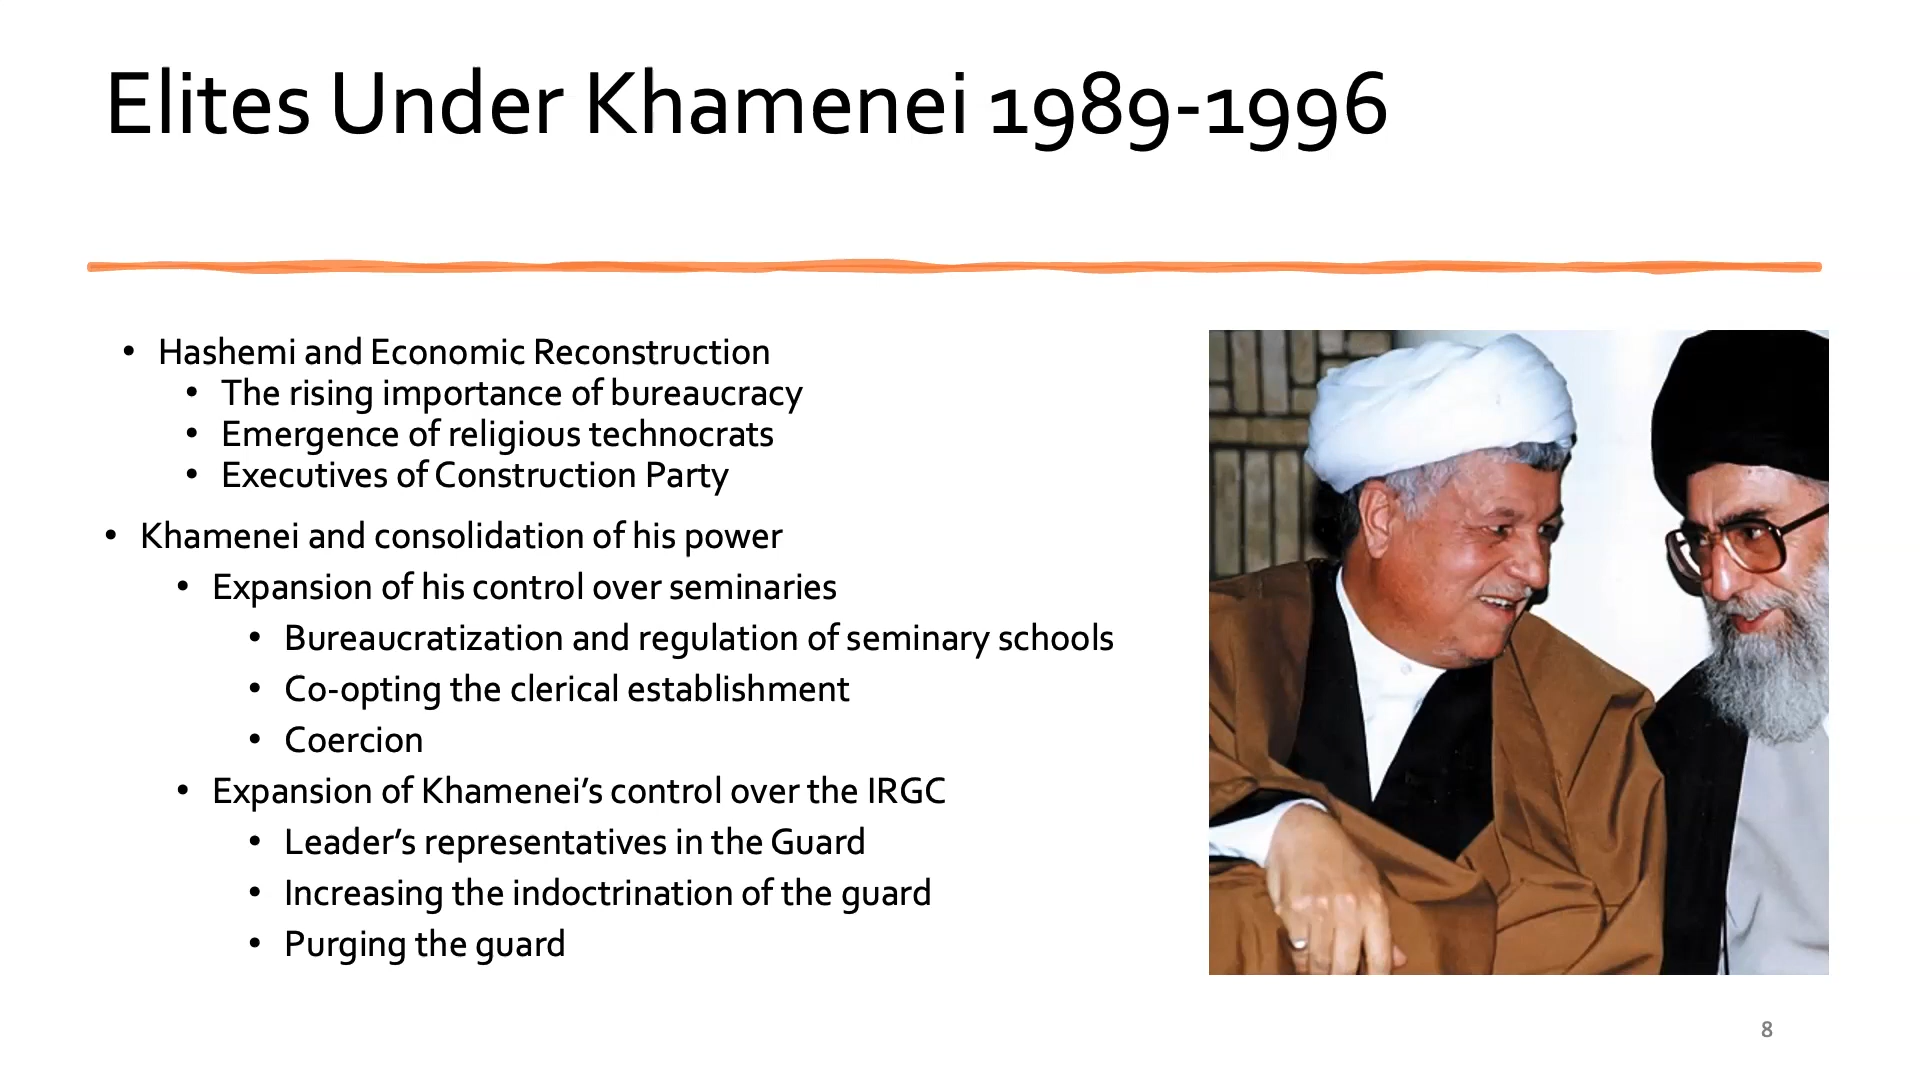 Elites Under Khamenei 1989-1996
• Hashemi and Economic Reconstruction
• The rising importance of bureaucracy
• Emergence of religious technocrats
• Executives of Construction Party
• Khamenei and consolidation of his power
• Expansion of his control over seminaries
• Bureaucratization and regulation of seminary schools
• Co-opting the clerical establishment
• Coercion
• Expansion of Khamenei’s control over the IRGC
• Leader’s representatives in the Guard
• Increasing the indoctrination of the guard
• Purging the guard
8